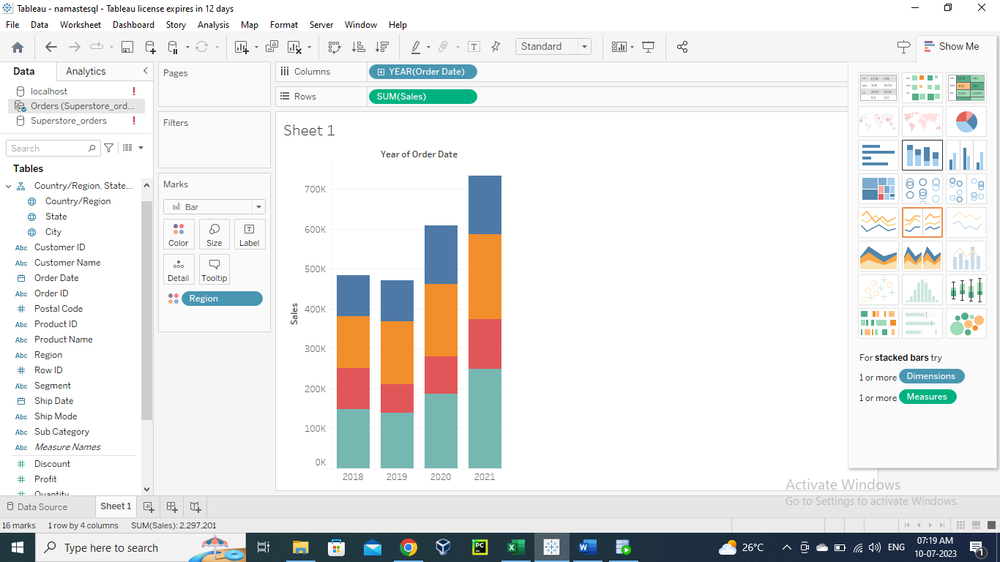 Tableau - namastesql - Tableau license expires in 12 days
File Data Worksheet Dashboard Story Analysis Map Format Server Window Help
Standard
Show Me
Data Analytics
localhost
Orders (Superstore_ord...
Superstore_orders
Search
Tables
Country/Region, State...
Country/Region
State
City
Abc Customer ID
Abc Customer Name
Order Date
Abc Order ID
Postal Code
Abc Product ID
Abc Product Name
Abc Region
Row ID
Abc Segment
Ship Date
Abc Ship Mode
Abc Sub Category
Abc Measure Names
Discount
Profit
Quantity
Pages
Filters
Marks
Bar
Color Size Label
Detail Tooltip
Region
Columns YEAR(Order Date)
Rows SUM(Sales)
Sheet 1
Year of Order Date
Sales
700K
600K
500K
400K
300K
200K
100K
0K
2018 2019 2020 2021
For stacked bars try
1 or more Dimensions
1 or more Measures
Activate Windows
Go to Settings to activate Windows.
Data Source Sheet 1
16 marks 1 row by 4 columns SUM(Sales): 2,297,201
Type here to search
26°C
ENG
07:19 AM
10-07-2023
1